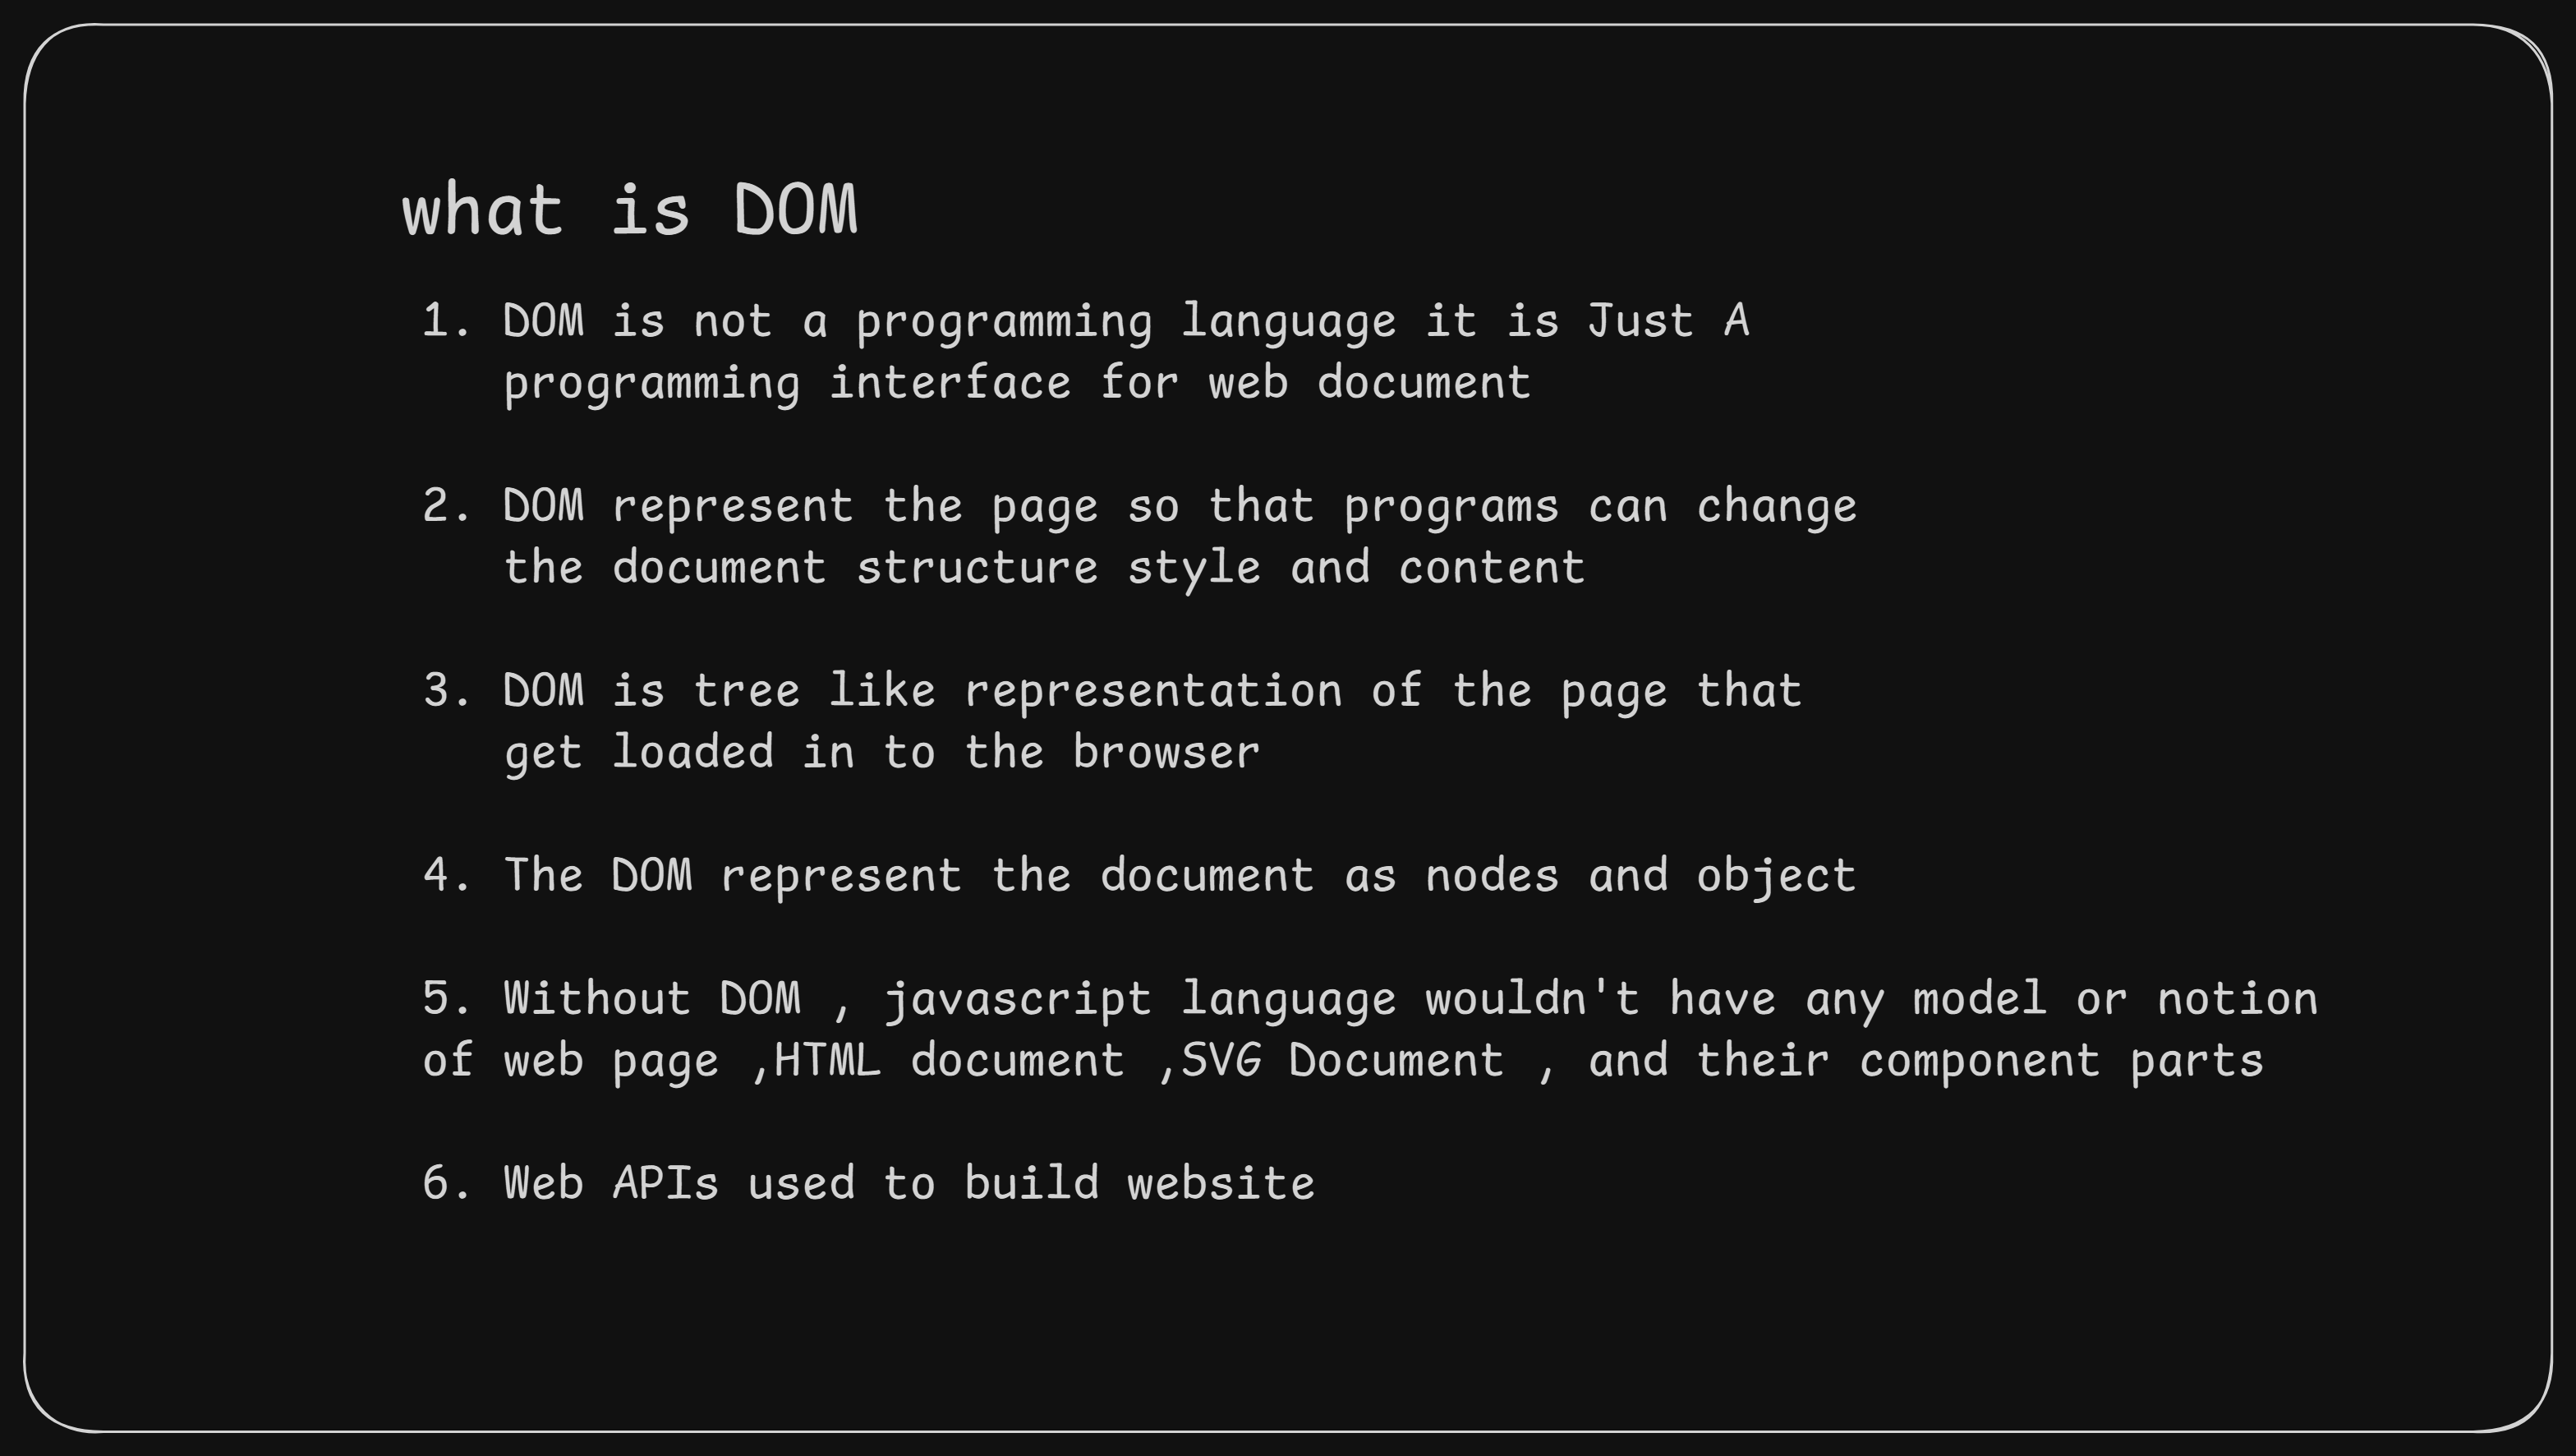 what is DOM
1. DOM is not a programming language it is Just A
programming interface for web document
2. DOM represent the page so that programs can change
the document structure style and content
3. DOM is tree like representation of the page that
get loaded in to the browser
4. The DOM represent the document as nodes and object
5. Without DOM , javascript language wouldn't have any model or notion
of web page ,HTML document ,SVG Document , and their component parts
6. Web APIs used to build website